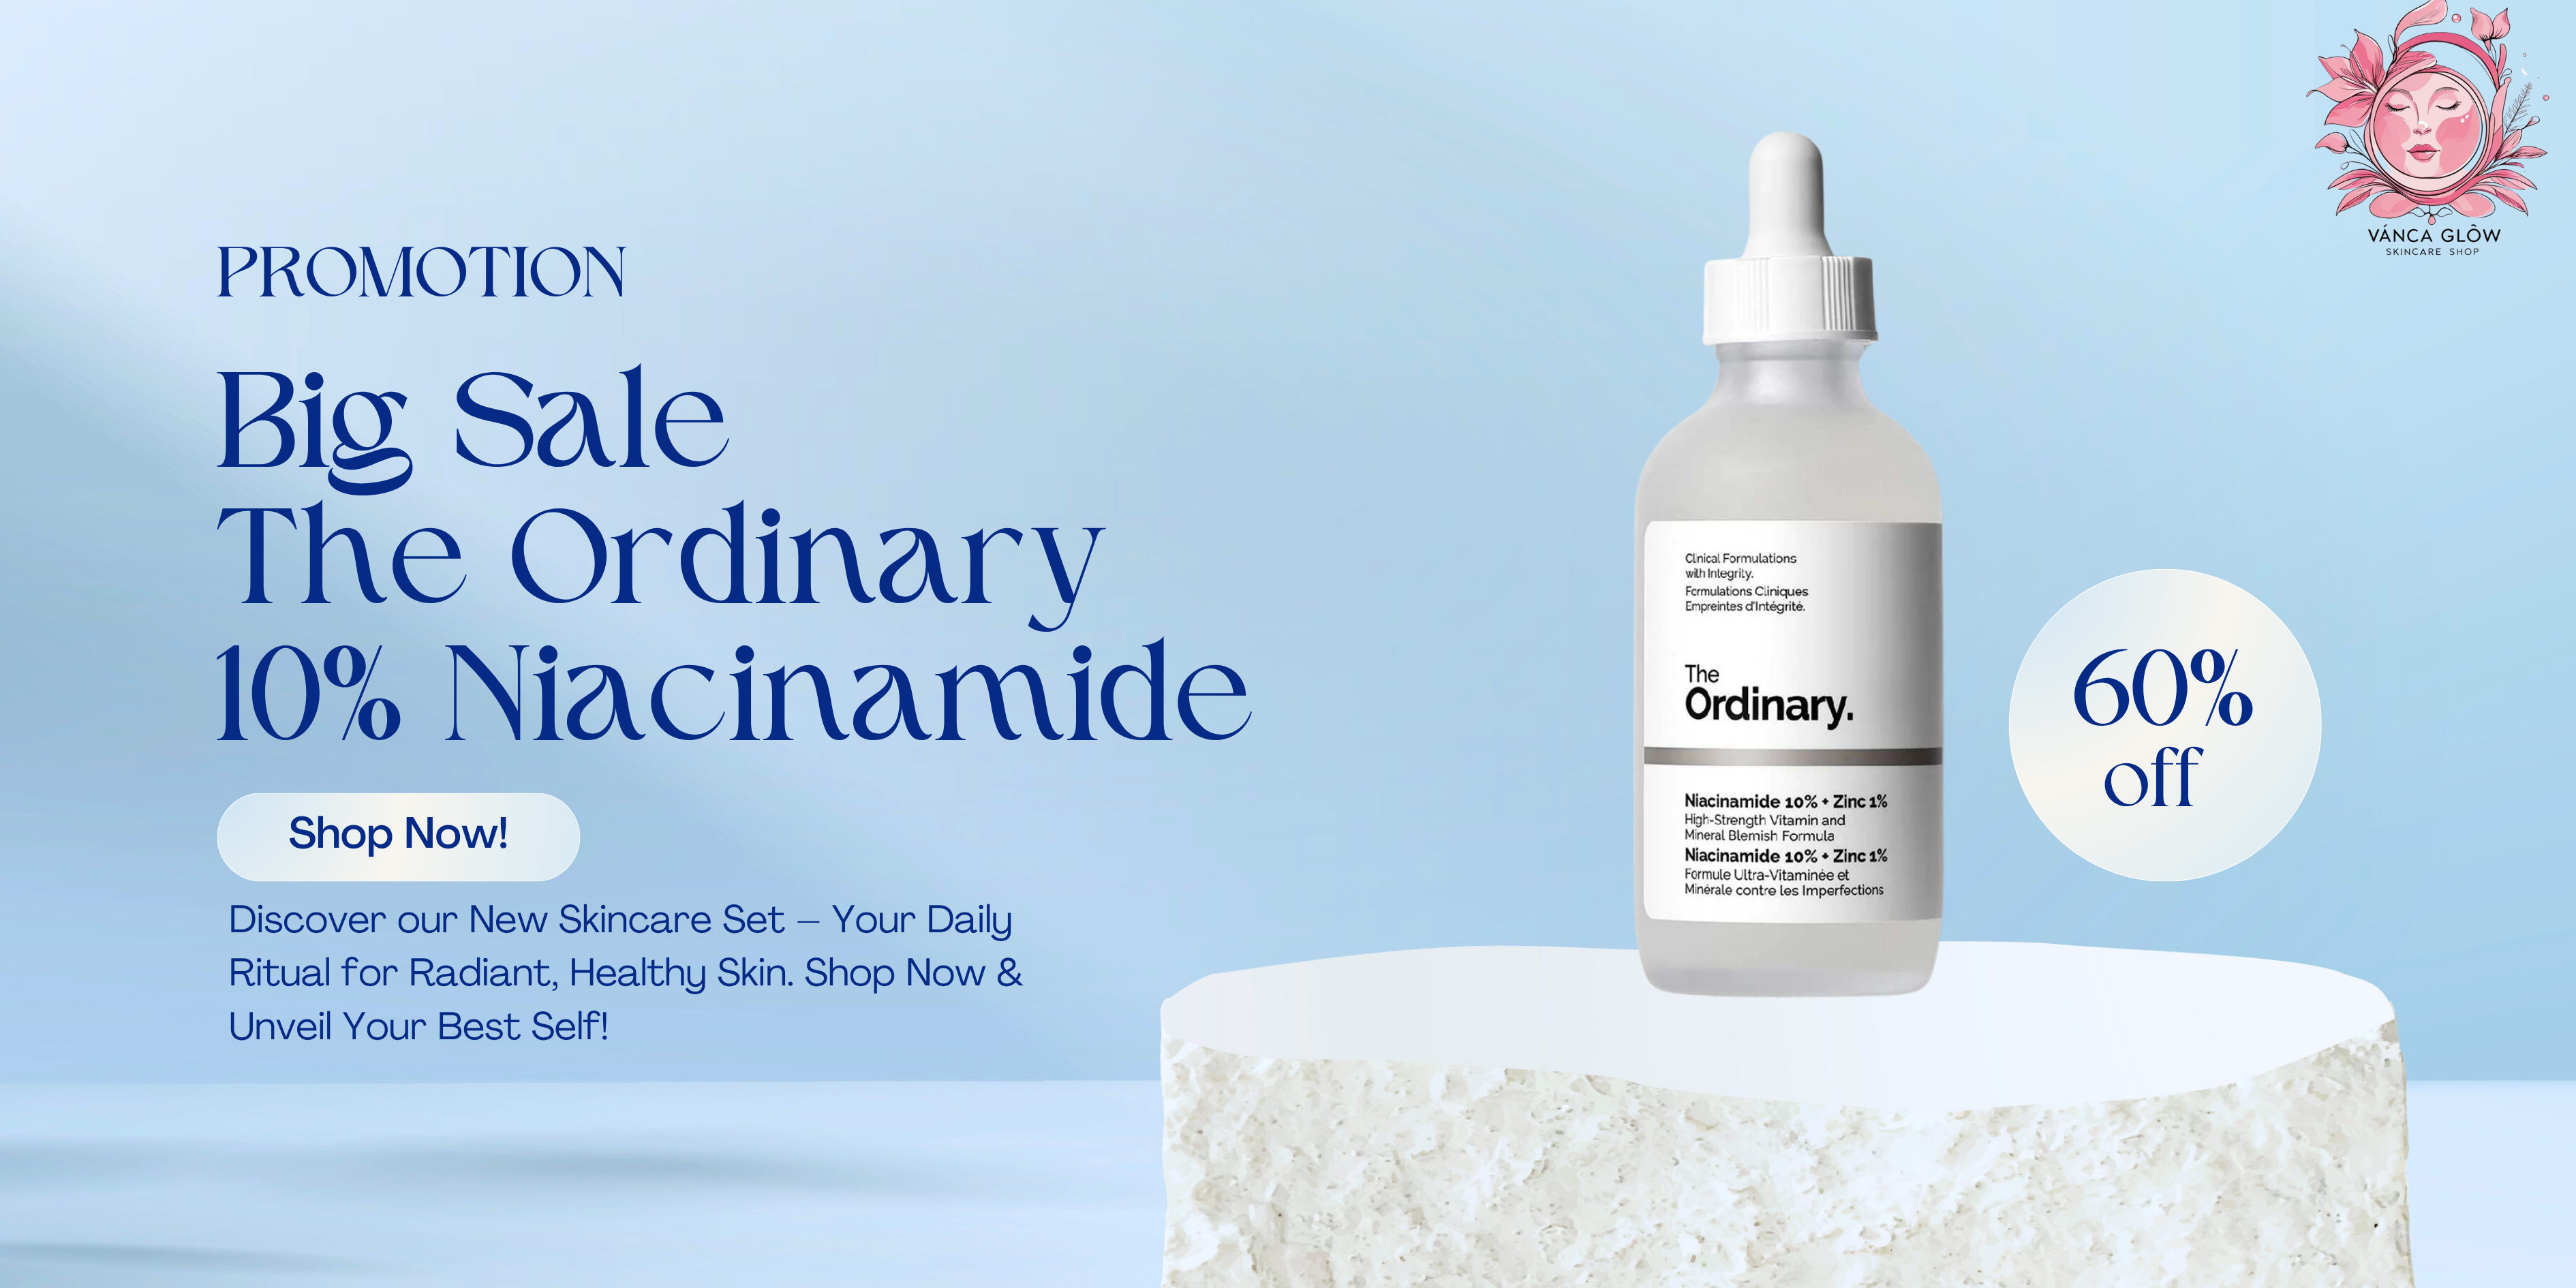 PROMOTION
Big Sale
The Ordinary
10% Niacinamide
Shop Now!
Discover our New Skincare Set – Your Daily
Ritual for Radiant, Healthy Skin. Shop Now &
Unveil Your Best Self!
Clinical Formulations
with Integrity.
Formulations Cliniques
Empreintes d'Intégrité.
The
Ordinary.
Niacinamide 10% + Zinc 1%
High-Strength Vitamin and
Mineral Blemish Formula
Niacinamide 10% + Zinc 1%
Formule Ultra-Vitaminée et
Minérale contre les Imperfections
60%
off
VÁNCA GLÔW
SKINCARE SHOP